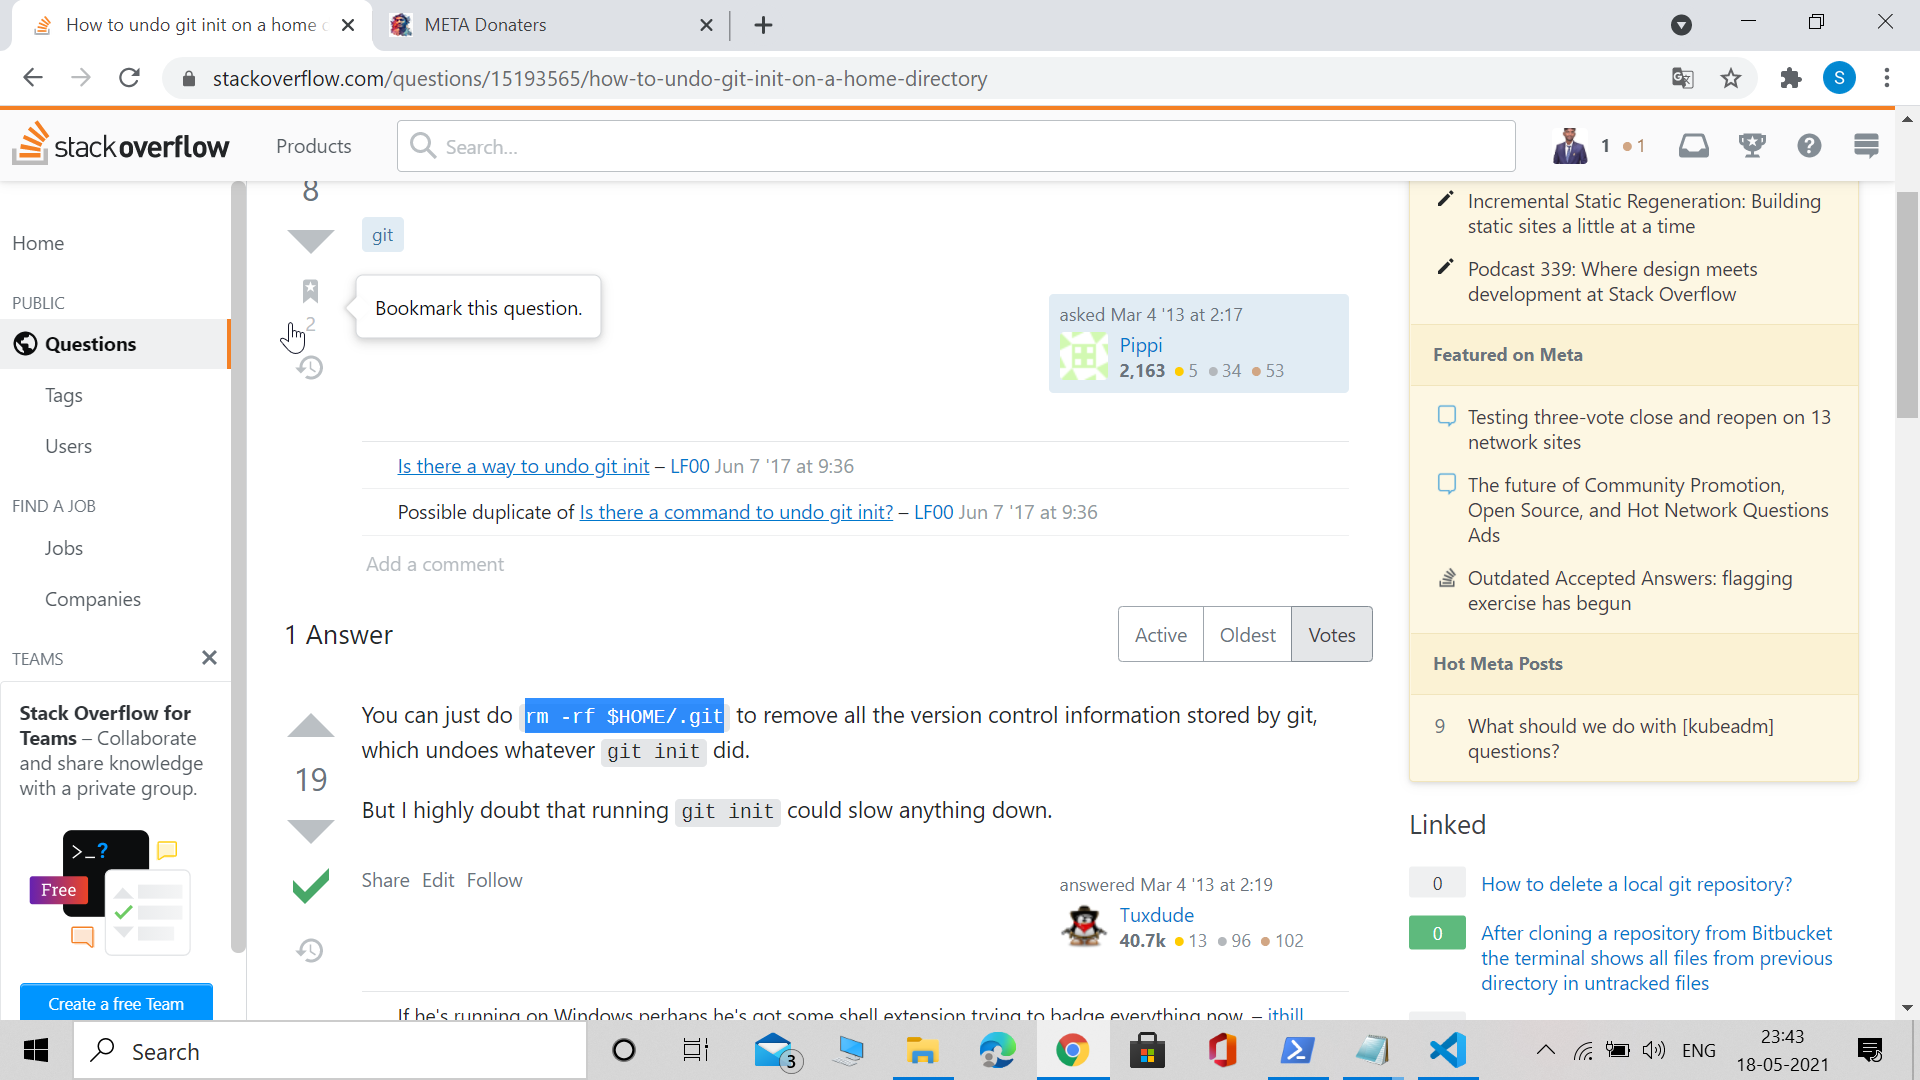 How to undo git init on a home d
META Donaters
stackoverflow.com/questions/15193565/how-to-undo-git-init-on-a-home-directory
S
stackoverflow
Products
Search...
1 1
8
Home
PUBLIC
Questions
Tags
Users
FIND A JOB
Jobs
Companies
TEAMS
Stack Overflow for
Teams – Collaborate
and share knowledge
with a private group.
>_?
Free
Create a free Team
git
Bookmark this question.
2
asked Mar 4 '13 at 2:17
Pippi
2,163 5 34 53
Is there a way to undo git init – LF00 Jun 7 '17 at 9:36
Possible duplicate of Is there a command to undo git init? – LF00 Jun 7 '17 at 9:36
Add a comment
1 Answer
Active Oldest Votes
You can just do rm -rf $HOME/.git to remove all the version control information stored by git,
which undoes whatever git init did.
19
But I highly doubt that running git init could slow anything down.
Share Edit Follow
answered Mar 4 '13 at 2:19
Tuxdude
40.7k 13 96 102
If he's running on Windows perhaps he's got some shell extension trying to badge everything now. – ithill
Incremental Static Regeneration: Building
static sites a little at a time
Podcast 339: Where design meets
development at Stack Overflow
Featured on Meta
Testing three-vote close and reopen on 13
network sites
The future of Community Promotion,
Open Source, and Hot Network Questions
Ads
Outdated Accepted Answers: flagging
exercise has begun
Hot Meta Posts
9 What should we do with [kubeadm]
questions?
Linked
0 How to delete a local git repository?
0 After cloning a repository from Bitbucket
the terminal shows all files from previous
directory in untracked files
Search
3
ENG
23:43
18-05-2021